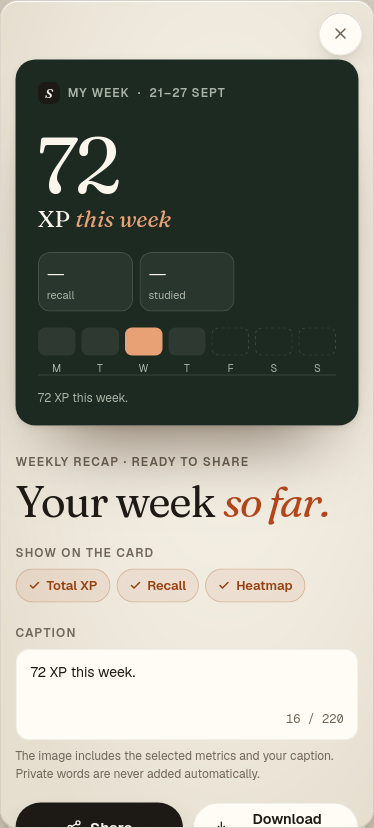 S MY WEEK · 21–27 SEPT
72
XP this week
— —
recall studied
M T W T F S S
72 XP this week.
WEEKLY RECAP · READY TO SHARE
Your week so far.
SHOW ON THE CARD
Total XP Recall Heatmap
CAPTION
72 XP this week.
16 / 220
The image includes the selected metrics and your caption.
Private words are never added automatically.
Share Download